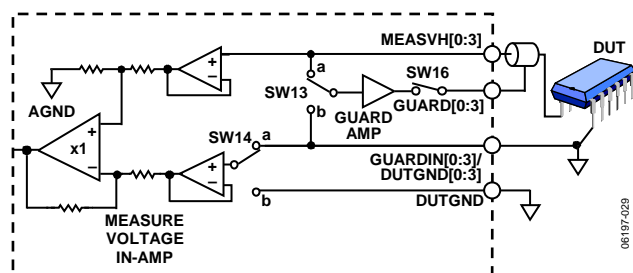 MEASVH[0:3]
DUT
AGND
SW13
a
b
GUARD
AMP
SW16
GUARD[0:3]
SW14
a
b
x1
+
–
+
–
+
–
GUARDIN[0:3]/
DUTGND[0:3]
DUTGND
MEASURE
VOLTAGE
IN-AMP
06197-029